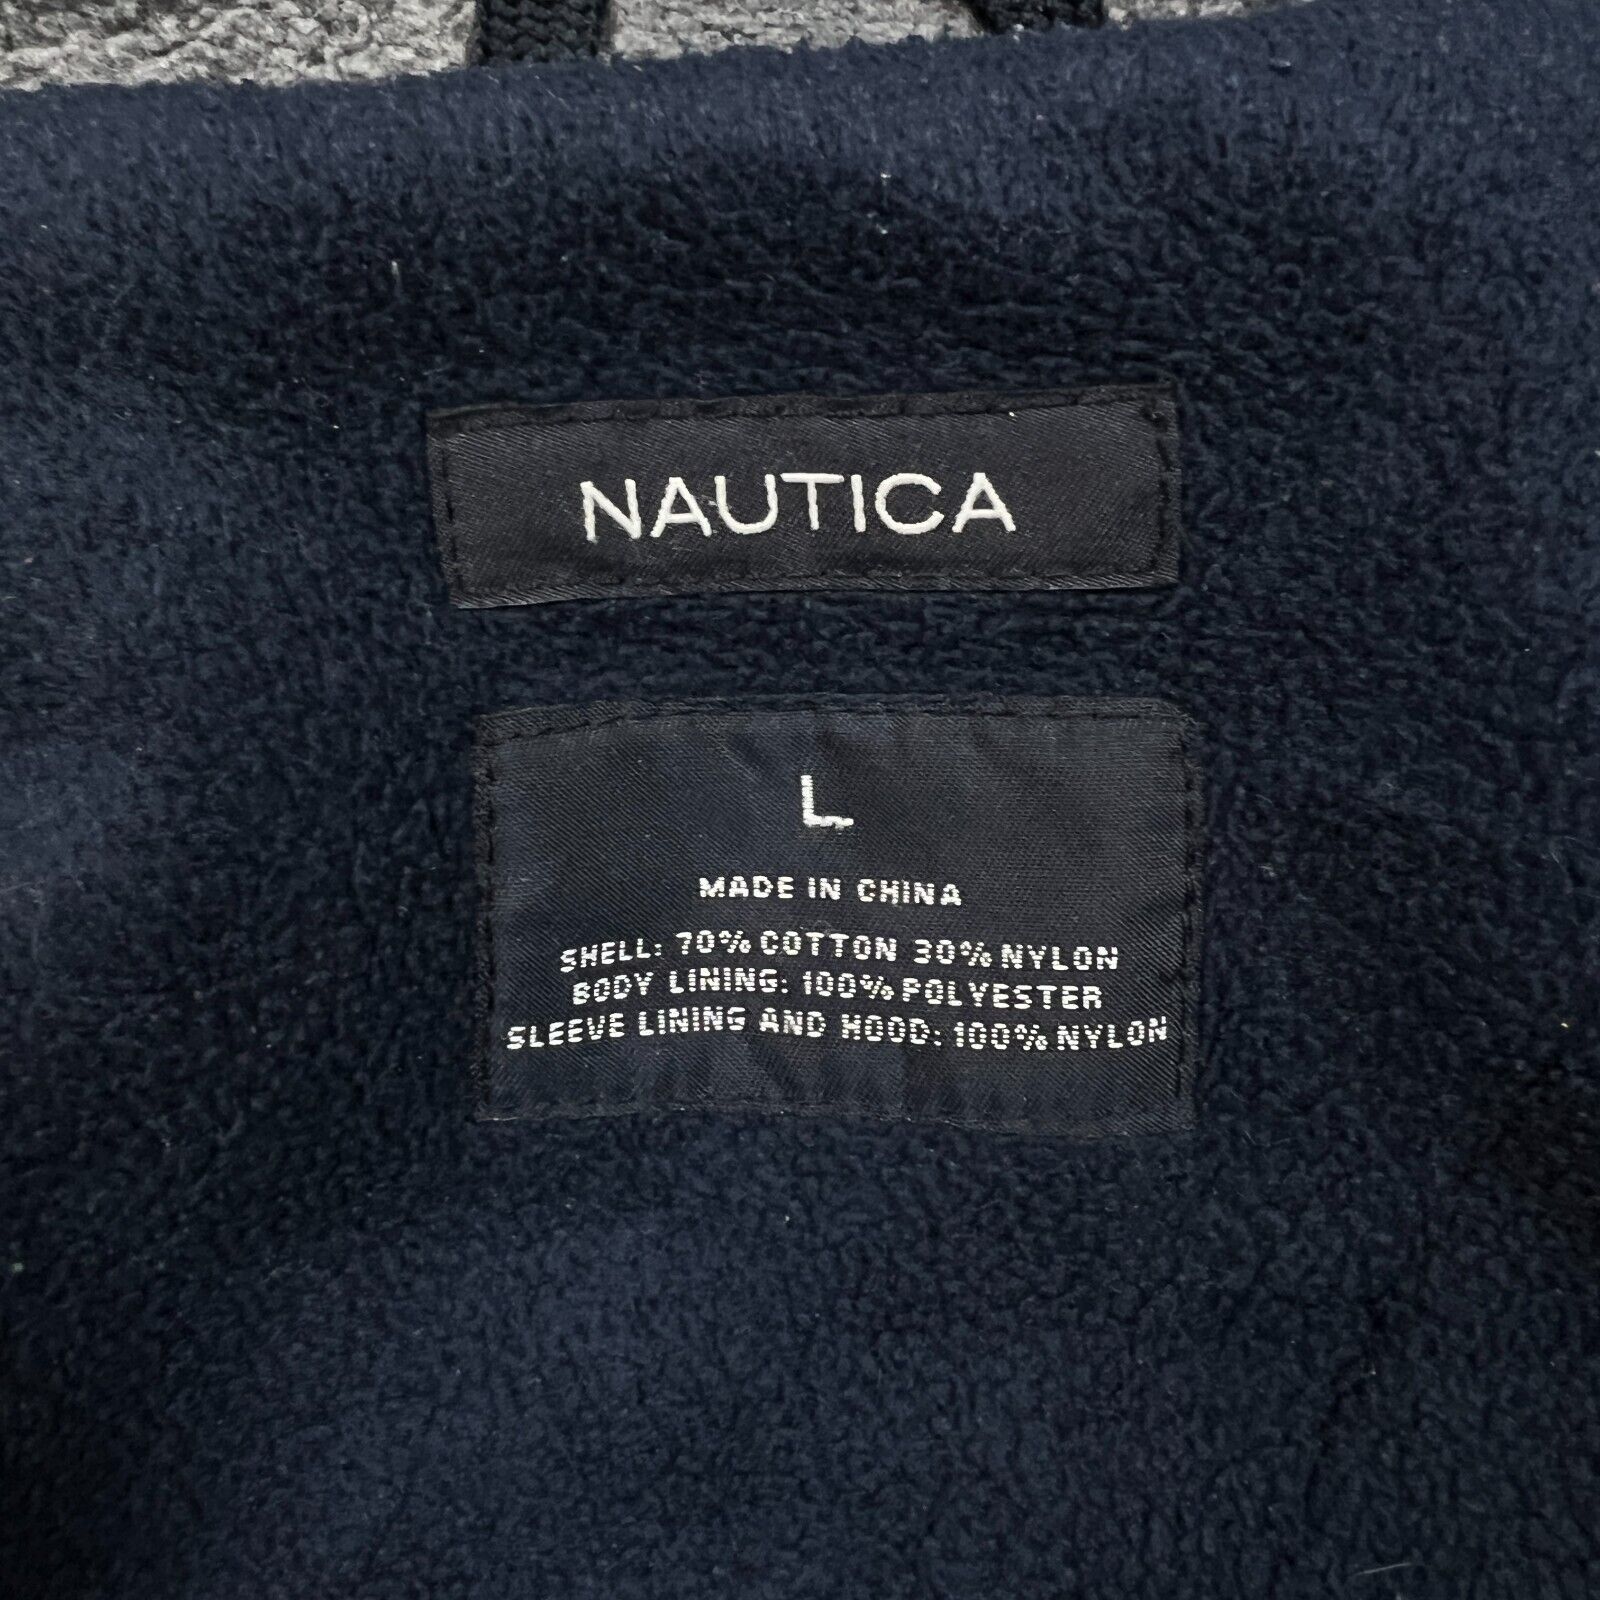 NAUTICA
L
MADE IN CHINA
SHELL: 70% COTTON 30% NYLON
BODY LINING: 100% POLYESTER
SLEEVE LINING AND HOOD: 100% NYLON